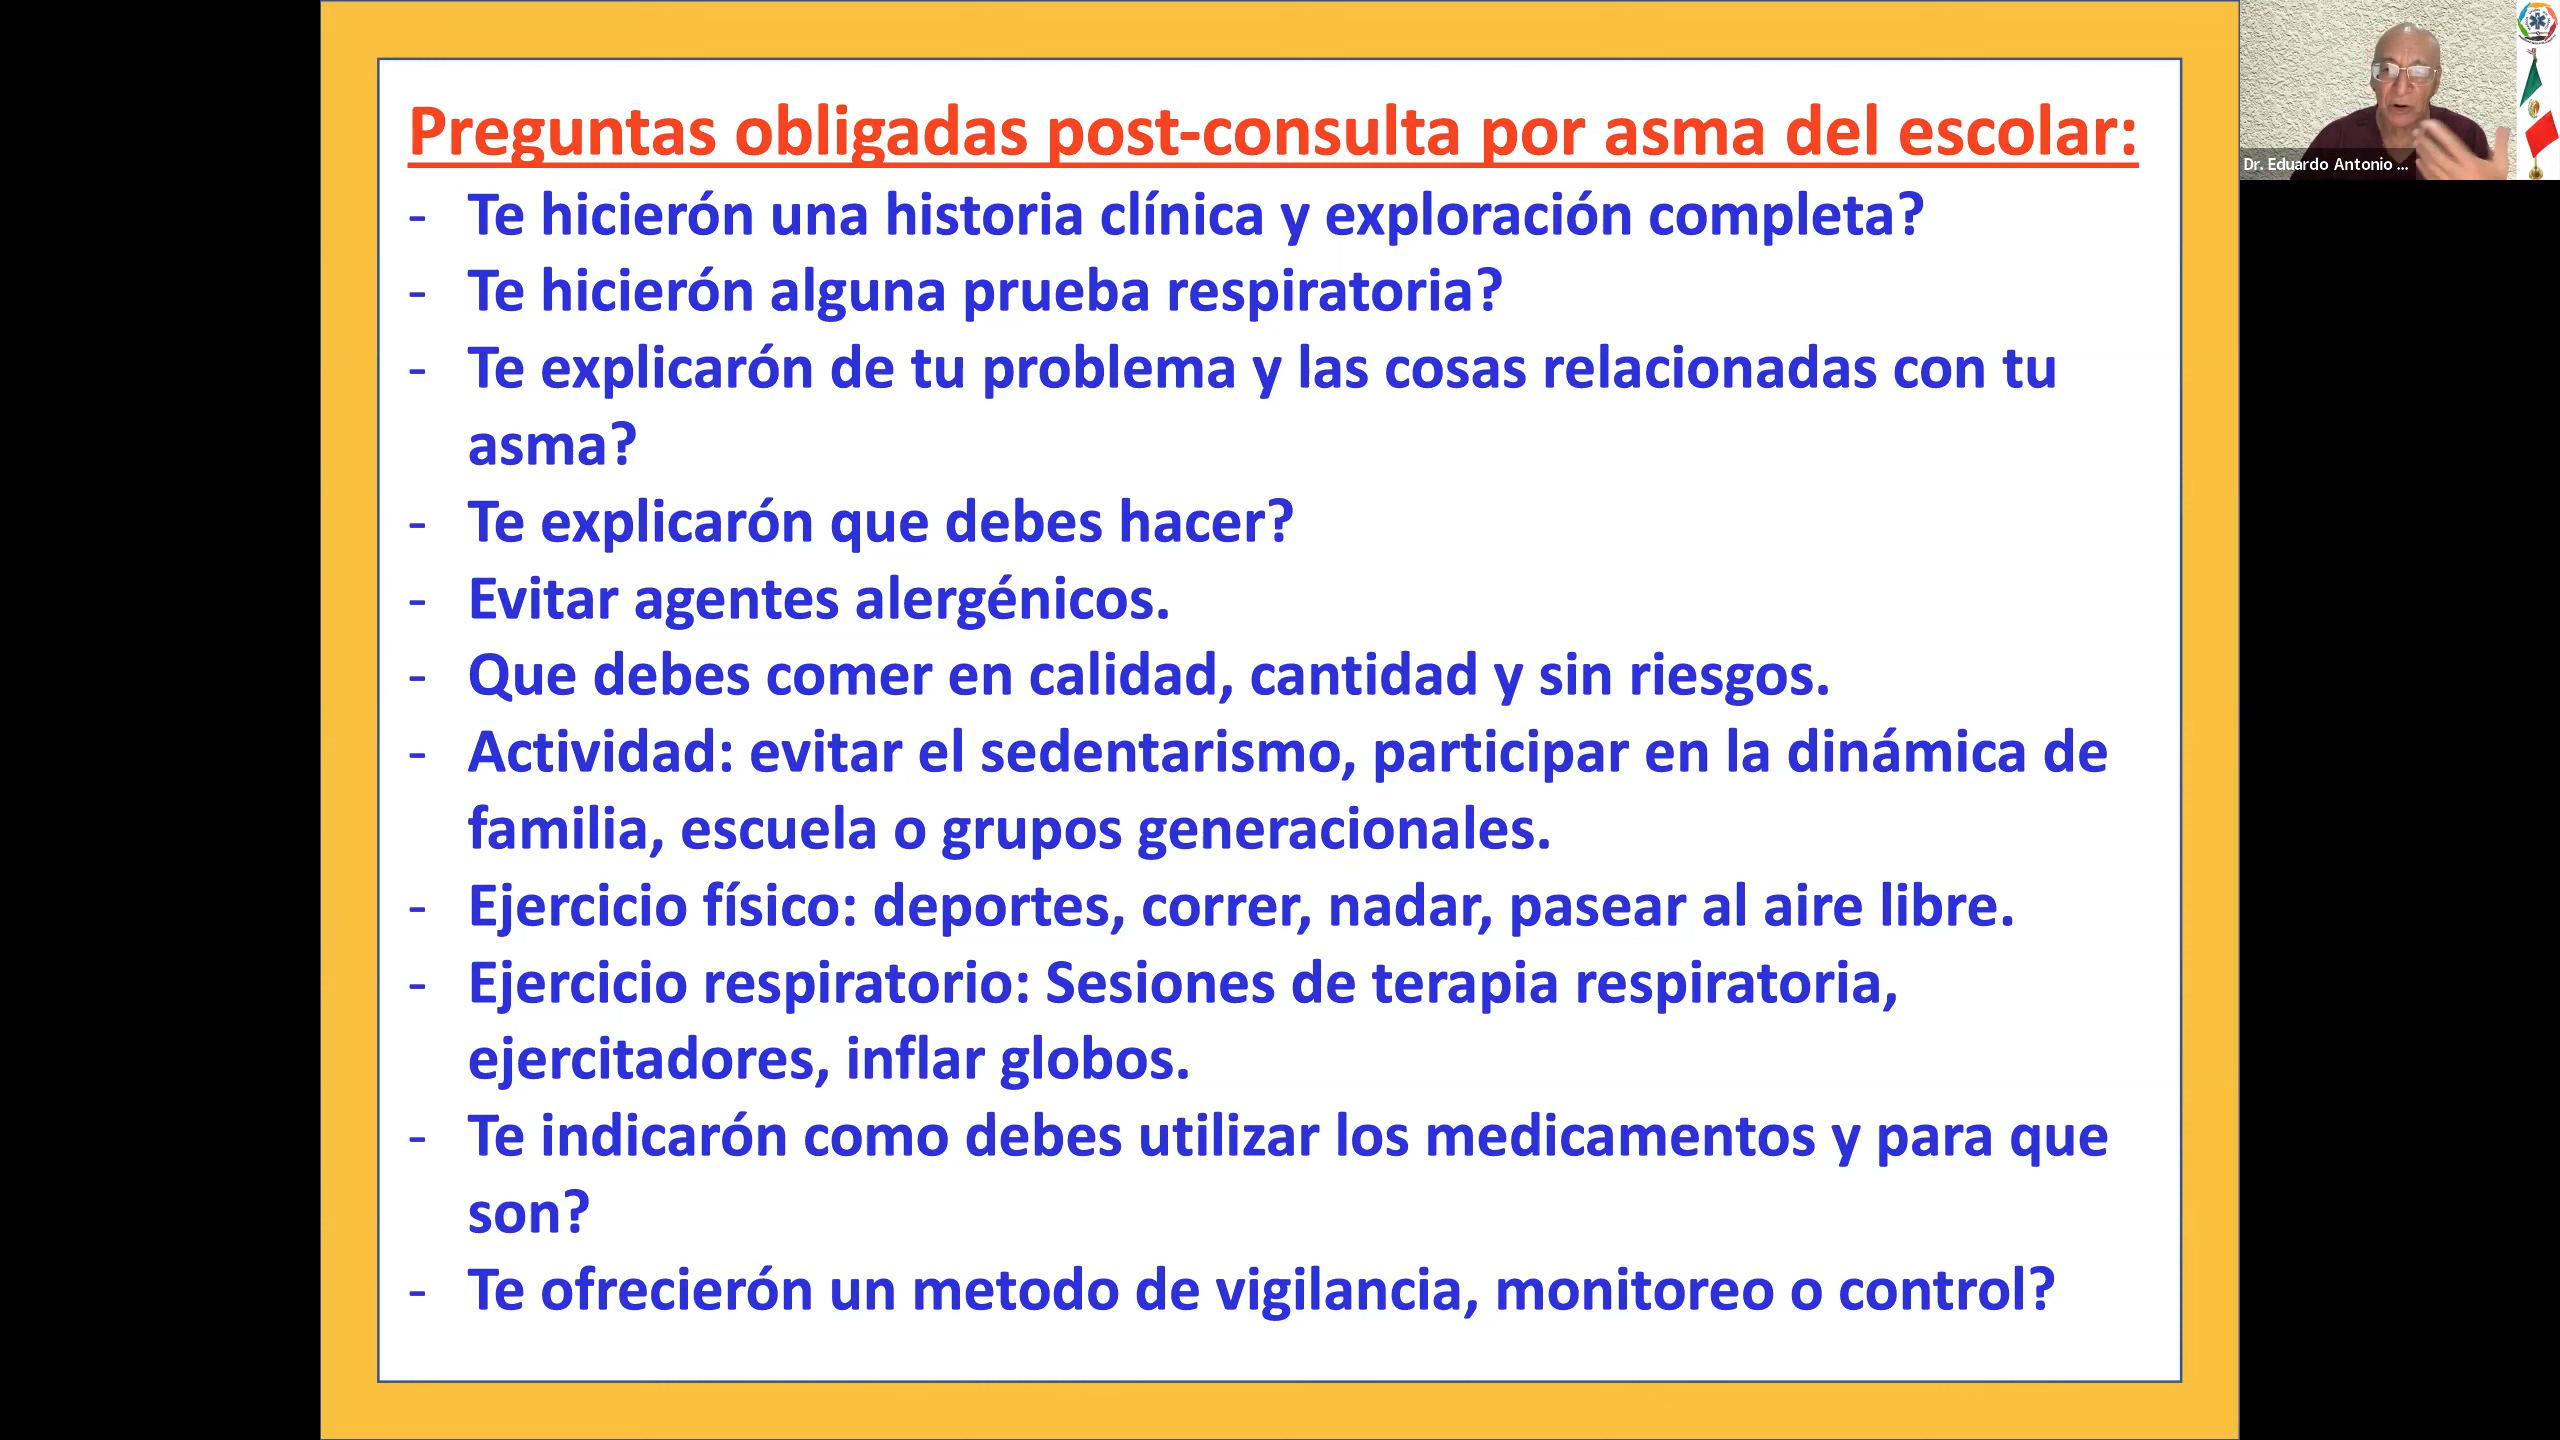 Preguntas obligadas post-consulta por asma del escolar:
- Te hicierón una historia clínica y exploración completa?
- Te hicierón alguna prueba respiratoria?
- Te explicarón de tu problema y las cosas relacionadas con tu
asma?
- Te explicarón que debes hacer?
- Evitar agentes alergénicos.
- Que debes comer en calidad, cantidad y sin riesgos.
- Actividad: evitar el sedentarismo, participar en la dinámica de
familia, escuela o grupos generacionales.
- Ejercicio físico: deportes, correr, nadar, pasear al aire libre.
- Ejercicio respiratorio: Sesiones de terapia respiratoria,
ejercitadores, inflar globos.
- Te indicarón como debes utilizar los medicamentos y para que
son?
- Te ofrecierón un metodo de vigilancia, monitoreo o control?
Dr. Eduardo Antonio ...